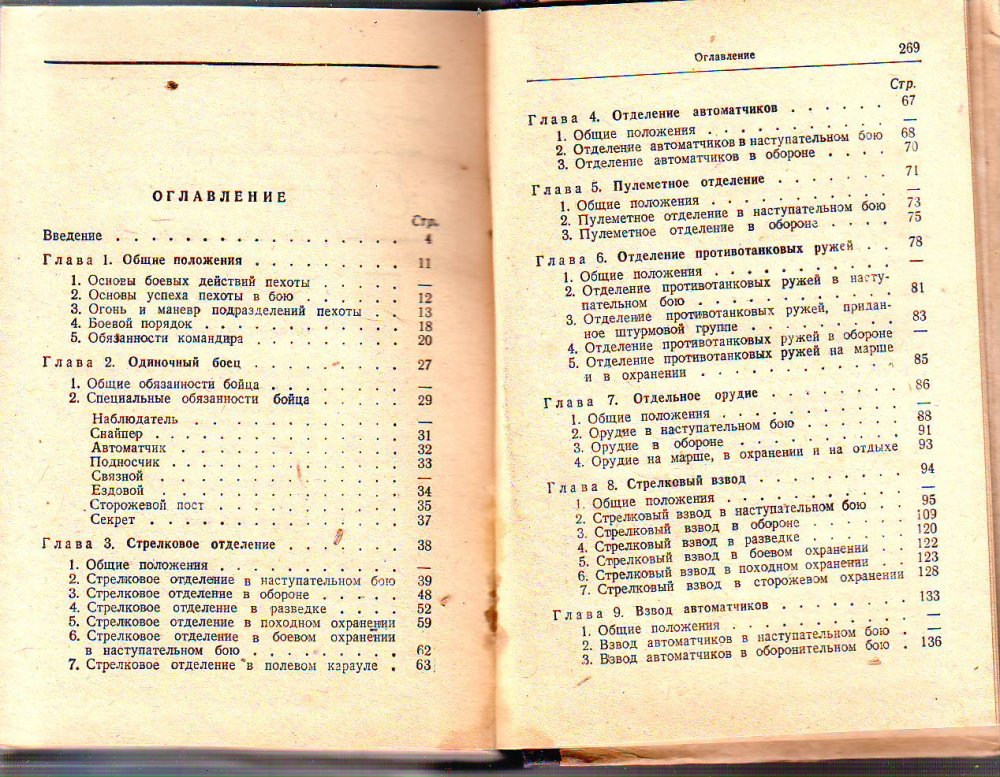 ОГЛАВЛЕНИЕ
Стр.
Введение . . . . . . . . . . . . . . . . . 4
Глава 1. Общие положения . . . . . . . . . 11
1. Основы боевых действий пехоты . . . . . —
2. Основы успеха пехоты в бою . . . . . . 12
3. Огонь и маневр подразделений пехоты . . 13
4. Боевой порядок . . . . . . . . . . . . 18
5. Обязанности командира . . . . . . . . . 20
Глава 2. Одиночный боец . . . . . . . . . 27
1. Общие обязанности бойца . . . . . . . . —
2. Специальные обязанности бойца . . . . . 29
Наблюдатель . . . . . . . . . . . . —
Снайпер . . . . . . . . . . . . . . 31
Автоматчик . . . . . . . . . . . . 32
Подносчик . . . . . . . . . . . . . 33
Связной . . . . . . . . . . . . . . —
Ездовой . . . . . . . . . . . . . . 34
Сторожевой пост . . . . . . . . . . 35
Секрет . . . . . . . . . . . . . . 37
Глава 3. Стрелковое отделение . . . . . . 38
1. Общие положения . . . . . . . . . . . —
2. Стрелковое отделение в наступательном бою 39
3. Стрелковое отделение в обороне . . . . . 48
4. Стрелковое отделение в разведке . . . . 52
5. Стрелковое отделение в походном охранении 59
6. Стрелковое отделение в боевом охранении
в наступательном бою . . . . . . . . . 62
7. Стрелковое отделение в полевом карауле . 63
Оглавление 269
Стр.
Глава 4. Отделение автоматчиков . . . . . . 67
1. Общие положения . . . . . . . . . . . —
2. Отделение автоматчиков в наступательном бою 68
3. Отделение автоматчиков в обороне . . . . 70
Глава 5. Пулеметное отделение . . . . . . . 71
1. Общие положения . . . . . . . . . . . —
2. Пулеметное отделение в наступательном бою 73
3. Пулеметное отделение в обороне . . . . 75
Глава 6. Отделение противотанковых ружей . . 78
1. Общие положения . . . . . . . . . . . —
2. Отделение противотанковых ружей в насту-
пательном бою . . . . . . . . . . . . 81
3. Отделение противотанковых ружей, придан-
ное штурмовой группе . . . . . . . . . 83
4. Отделение противотанковых ружей в обороне —
5. Отделение противотанковых ружей на марше
и в охранении . . . . . . . . . . . . 85
Глава 7. Отдельное орудие . . . . . . . . 86
1. Общие положения . . . . . . . . . . . —
2. Орудие в наступательном бою . . . . . . 88
3. Орудие в обороне . . . . . . . . . . . 91
4. Орудие на марше, в охранении и на отдыхе 93
Глава 8. Стрелковый взвод . . . . . . . . 94
1. Общие положения . . . . . . . . . . . —
2. Стрелковый взвод в наступательном бою . . 95
3. Стрелковый взвод в обороне . . . . . . 109
4. Стрелковый взвод в разведке . . . . . . 120
5. Стрелковый взвод в боевом охранении . . 122
6. Стрелковый взвод в походном охранении . . 123
7. Стрелковый взвод в сторожевом охранении 128
Глава 9. Взвод автоматчиков . . . . . . . 133
1. Общие положения . . . . . . . . . . . —
2. Взвод автоматчиков в наступательном бою . —
3. Взвод автоматчиков в оборонительном бою . 136